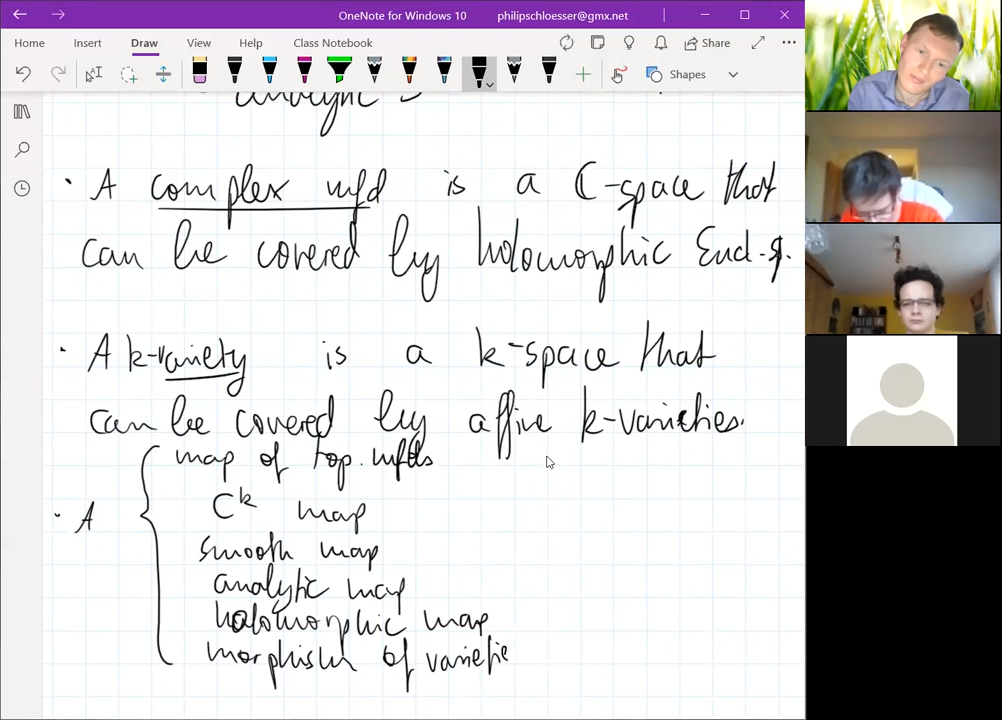 OneNote for Windows 10
philipschloesser@gmx.net
Home Insert Draw View Help Class Notebook Share
Shapes
analytic
· A complex mfd is a ℂ-space that
can be covered by holomorphic Eucl. sp.
· A k-variety is a k-space that
can be covered by affine k-varieties.
map of top. mfds
· A
C^k map
smooth map
analytic map
holomorphic map
morphism of varietie